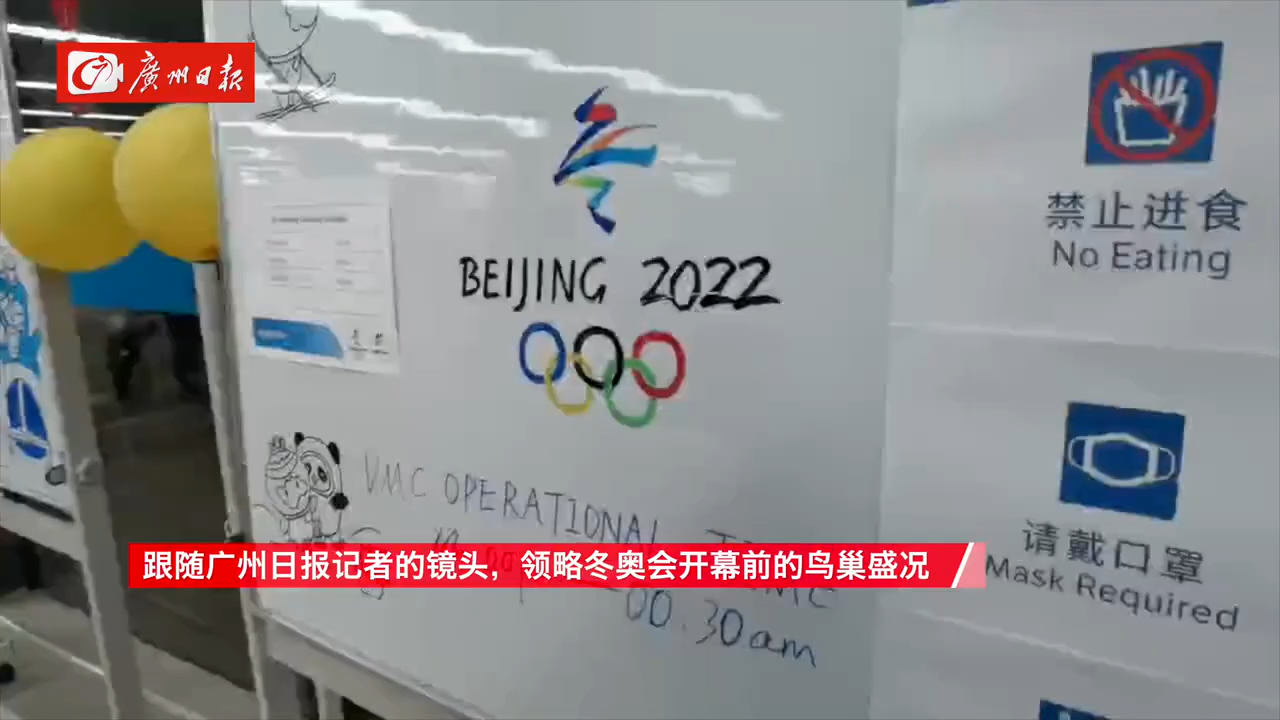 廣州日报
禁止进食
No Eating
BEIJING 2022
请戴口罩
Mask Required
VMC OPERATIONAL
跟随广州日报记者的镜头，领略冬奥会开幕前的鸟巢盛况
00.30am